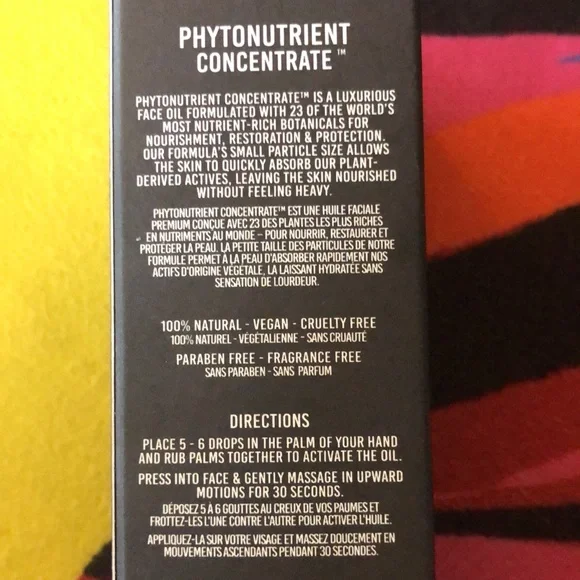 PHYTONUTRIENT
CONCENTRATE™
PHYTONUTRIENT CONCENTRATE™ IS A LUXURIOUS
FACE OIL FORMULATED WITH 23 OF THE WORLD'S
MOST NUTRIENT-RICH BOTANICALS FOR
NOURISHMENT, RESTORATION & PROTECTION.
OUR FORMULA'S SMALL PARTICLE SIZE ALLOWS
THE SKIN TO QUICKLY ABSORB OUR PLANT-
DERIVED ACTIVES, LEAVING THE SKIN NOURISHED
WITHOUT FEELING HEAVY.
PHYTONUTRIENT CONCENTRATE™ EST UNE HUILE FACIALE
PREMIUM CONÇUE AVEC 23 DES PLANTES LES PLUS RICHES
EN NUTRIMENTS AU MONDE – POUR NOURRIR, RESTAURER ET
PROTÉGER LA PEAU. LA PETITE TAILLE DES PARTICULES DE NOTRE
FORMULE PERMET À LA PEAU D'ABSORBER RAPIDEMENT NOS
ACTIFS D'ORIGINE VÉGÉTALE, LA LAISSANT HYDRATÉE SANS
SENSATION DE LOURDEUR.
100% NATURAL - VEGAN - CRUELTY FREE
100% NATUREL - VÉGÉTALIENNE - SANS CRUAUTÉ
PARABEN FREE - FRAGRANCE FREE
SANS PARABEN - SANS PARFUM
DIRECTIONS
PLACE 5 - 6 DROPS IN THE PALM OF YOUR HAND
AND RUB PALMS TOGETHER TO ACTIVATE THE OIL.
PRESS INTO FACE & GENTLY MASSAGE IN UPWARD
MOTIONS FOR 30 SECONDS.
DÉPOSEZ 5 À 6 GOUTTES AU CREUX DE VOS PAUMES ET
FROTTEZ-LES L'UNE CONTRE L'AUTRE POUR ACTIVER L'HUILE.
APPLIQUEZ-LA SUR VOTRE VISAGE ET MASSEZ DOUCEMENT EN
MOUVEMENTS ASCENDANTS PENDANT 30 SECONDES.